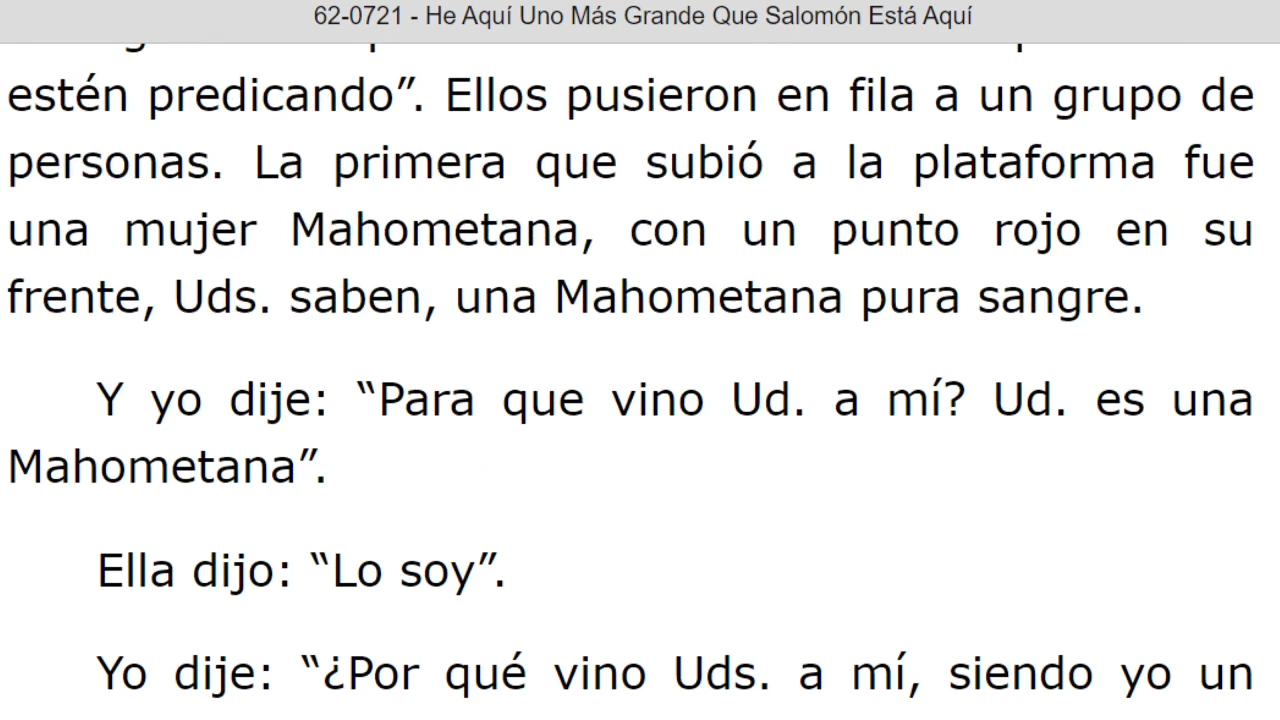 62-0721 - He Aquí Uno Más Grande Que Salomón Está Aquí
estén predicando”. Ellos pusieron en fila a un grupo de
personas. La primera que subió a la plataforma fue
una mujer Mahometana, con un punto rojo en su
frente, Uds. saben, una Mahometana pura sangre.
Y yo dije: “Para que vino Ud. a mí? Ud. es una
Mahometana”.
Ella dijo: “Lo soy”.
Yo dije: “¿Por qué vino Uds. a mí, siendo yo un